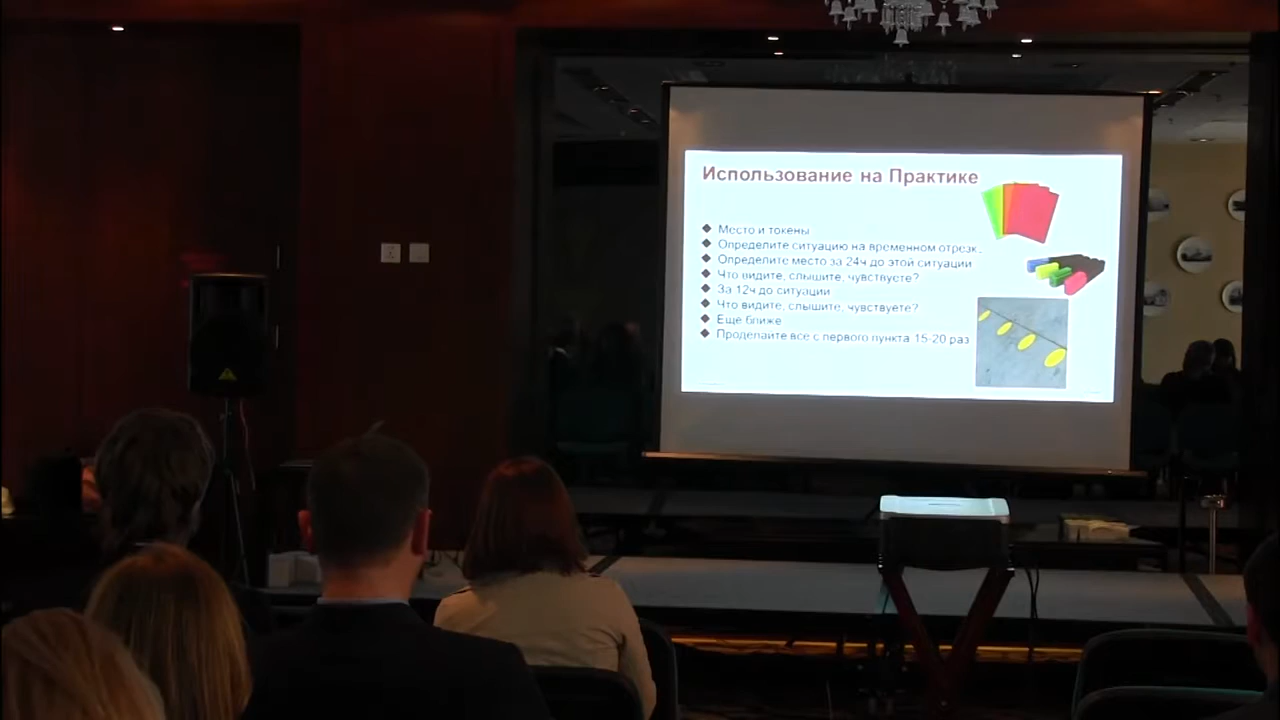 Использование на Практике
Место и токены
Определите ситуацию на временном отрезк
Определите место за 24ч до этой ситуации
Что видите, слышите, чувствуете?
За 12ч до ситуации
Что видите, слышите, чувствуете?
Еще ближе
Проделайте все с первого пункта 15-20 раз